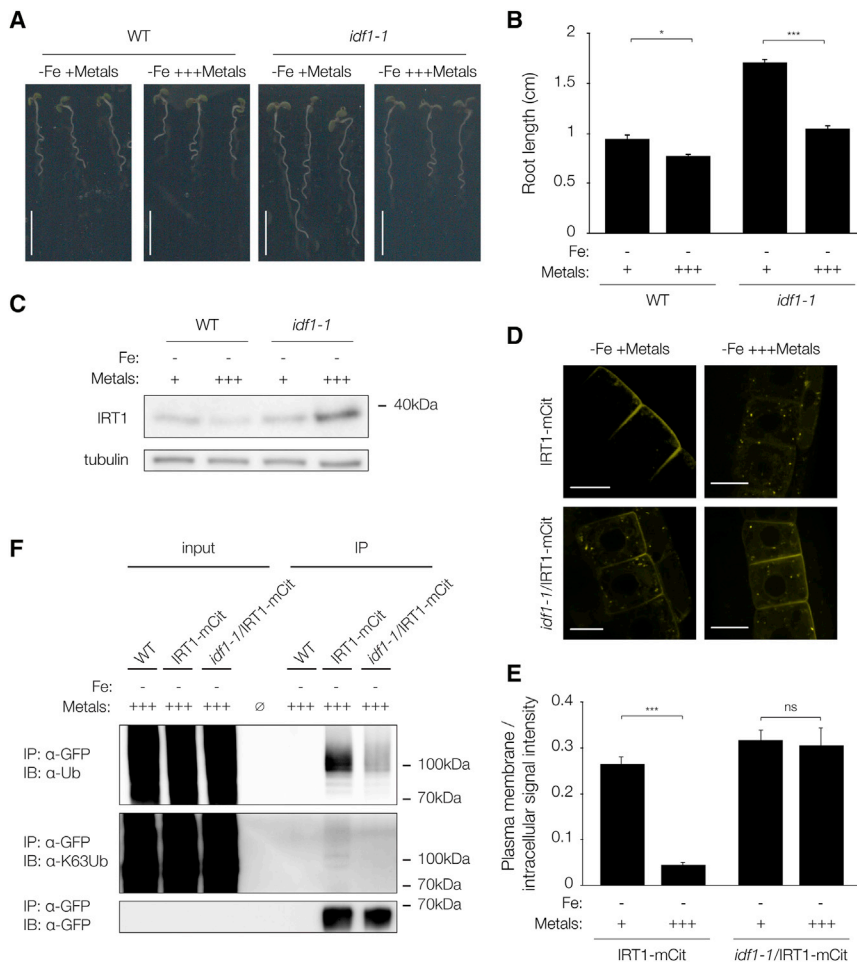 A
WT
idf1-1
-Fe +Metals
-Fe +++Metals
-Fe +Metals
-Fe +++Metals
B
Root length (cm)
2
1.5
1
0.5
0
*
***
Fe: - - - -
Metals: + +++ + +++
WT
idf1-1
C
WT
idf1-1
Fe: - - - -
Metals: + +++ + +++
IRT1
– 40kDa
tubulin
D
-Fe +Metals
-Fe +++Metals
IRT1-mCit
idf1-1/IRT1-mCit
F
input
IP
WT
IRT1-mCit
idf1-1/IRT1-mCit
WT
IRT1-mCit
idf1-1/IRT1-mCit
Fe: - - - - - -
Metals: +++ +++ +++ ∅ +++ +++ +++
IP: α-GFP
IB: α-Ub
– 100kDa
– 70kDa
IP: α-GFP
IB: α-K63Ub
– 100kDa
– 70kDa
IP: α-GFP
IB: α-GFP
– 70kDa
E
Plasma membrane /
intracellular signal intensity
0.4
0.3
0.2
0.1
0
***
ns
Fe: - - - -
Metals: + +++ + +++
IRT1-mCit
idf1-1/IRT1-mCit